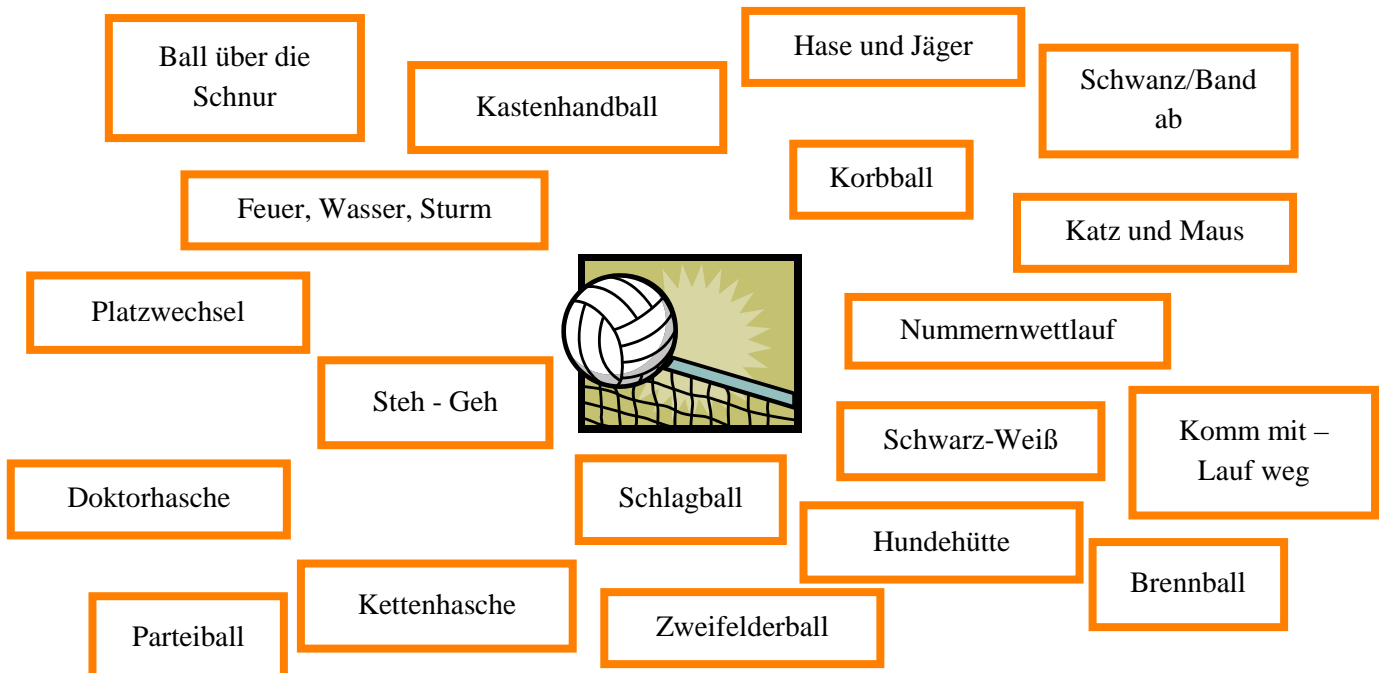 Ball über die
Schnur
Kastenhandball
Hase und Jäger
Schwanz/Band
ab
Korbball
Feuer, Wasser, Sturm
Katz und Maus
Platzwechsel
Nummernwettlauf
Steh - Geh
Schwarz-Weiß
Komm mit –
Lauf weg
Doktorhasche
Schlagball
Hundehütte
Brennball
Kettenhasche
Zweifelderball
Parteiball